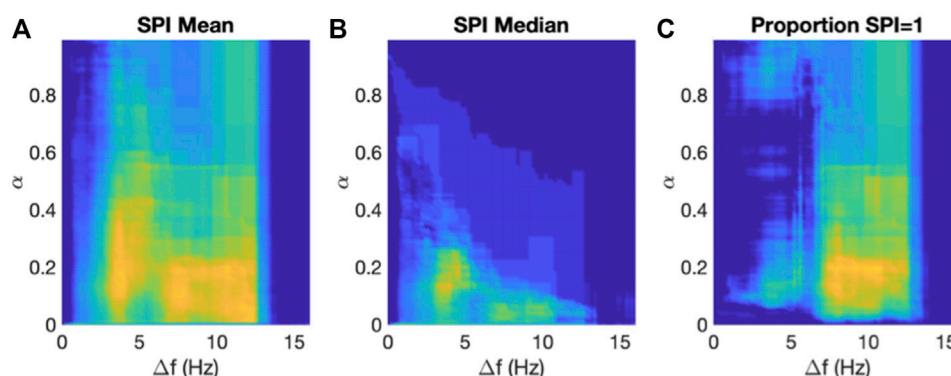 A SPI Mean B SPI Median C Proportion SPI=1
0.8 0.8 0.8
0.6 0.6 0.6
α α α
0.4 0.4 0.4
0.2 0.2 0.2
0 0 0
0 5 10 15 0 5 10 15 0 5 10 15
Δf (Hz) Δf (Hz) Δf (Hz)